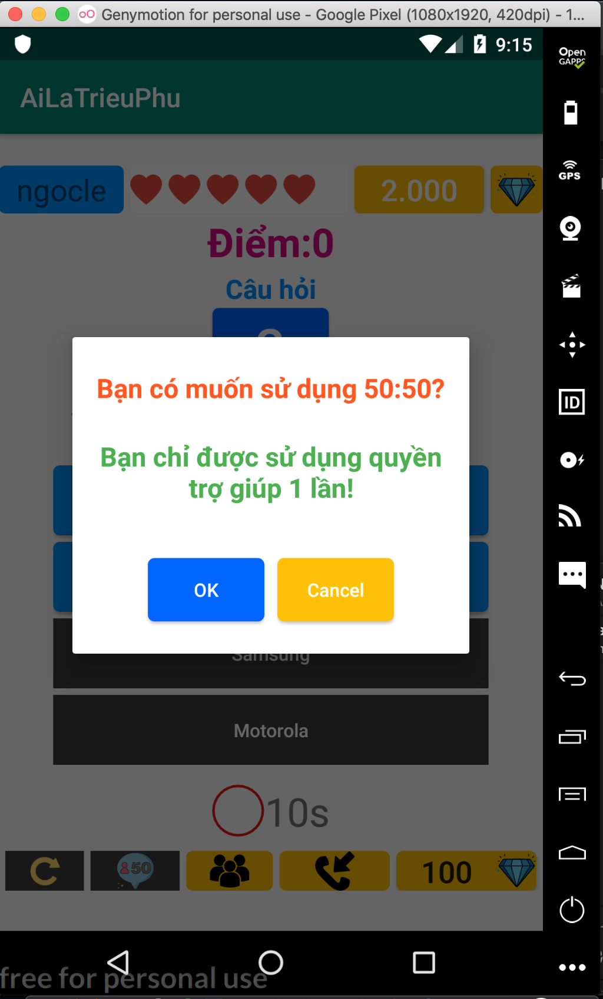 Genymotion for personal use - Google Pixel (1080x1920, 420dpi) - 1...
9:15
Open
GAPPS
AiLaTrieuPhu
GPS
ngocle
2.000
Điểm:0
Câu hỏi
Bạn có muốn sử dụng 50:50?
ID
Bạn chỉ được sử dụng quyền
trợ giúp 1 lần!
OK
Cancel
Samsung
Motorola
10s
50
100
free for personal use